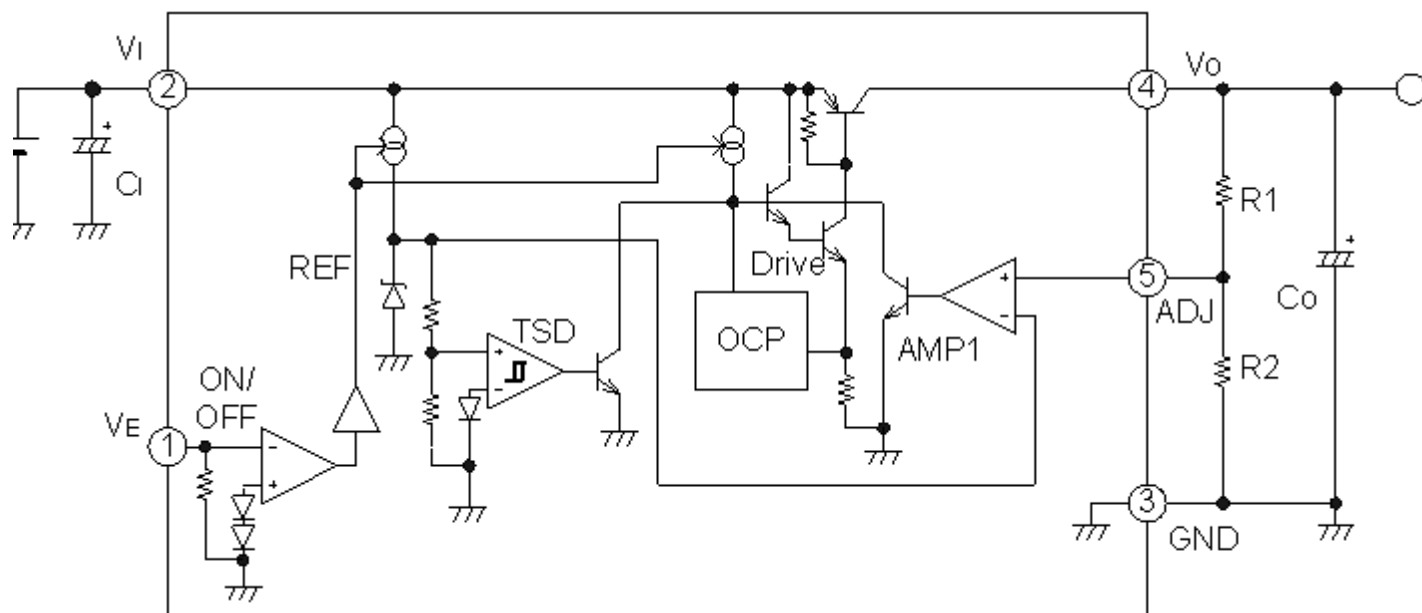 VI
2
+
CI
REF
ON/
OFF
VE
1
-
+
TSD
+
-
OCP
Drive
AMP1
+
-
4
Vo
R1
5
ADJ
R2
+
Co
3
GND